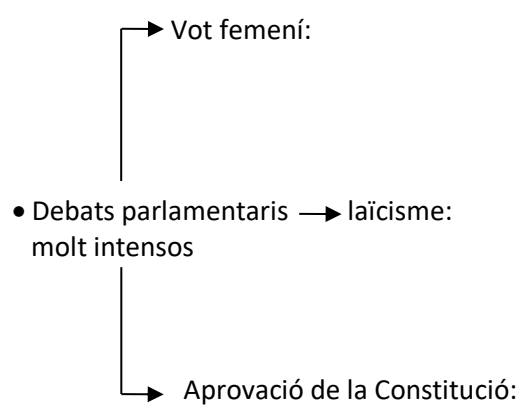 Vot femení:
• Debats parlamentaris laïcisme:
molt intensos
Aprovació de la Constitució: